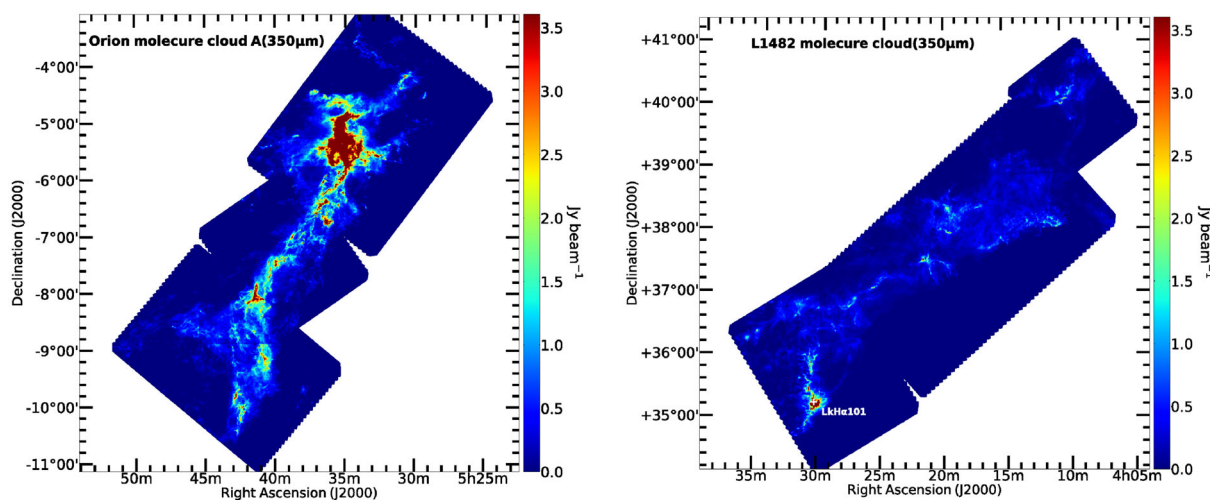 Orion molecure cloud A(350μm)
-4°00'
-5°00'
-6°00'
-7°00'
-8°00'
-9°00'
-10°00'
-11°00'
Declination (J2000)
50m
45m
40m
35m
30m
5h25m
Right Ascension (J2000)
3.5
3.0
2.5
2.0
1.5
1.0
0.5
0.0
Jy beam⁻¹
L1482 molecure cloud(350μm)
+41°00'
+40°00'
+39°00'
+38°00'
+37°00'
+36°00'
+35°00'
Declination (J2000)
LkHα101
35m
30m
25m
20m
15m
10m
4h05m
Right Ascension (J2000)
3.5
3.0
2.5
2.0
1.5
1.0
0.5
0.0
Jy beam⁻¹